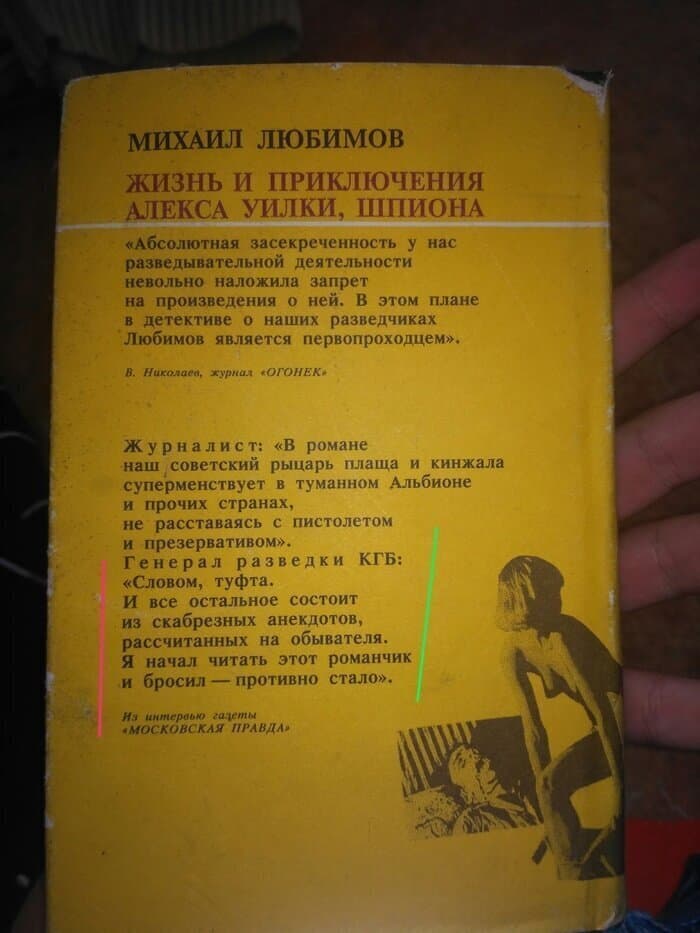 МИХАИЛ ЛЮБИМОВ
ЖИЗНЬ И ПРИКЛЮЧЕНИЯ
АЛЕКСА УИЛКИ, ШПИОНА
«Абсолютная засекреченность у нас
разведывательной деятельности
невольно наложила запрет
на произведения о ней. В этом плане
в детективе о наших разведчиках
Любимов является первопроходцем».
В. Николаев, журнал «ОГОНЕК»
Журналист: «В романе
наш советский рыцарь плаща и кинжала
суперменствует в туманном Альбионе
и прочих странах,
не расставаясь с пистолетом
и презервативом».
Генерал разведки КГБ:
«Словом, туфта.
И все остальное состоит
из скабрезных анекдотов,
рассчитанных на обывателя.
Я начал читать этот романчик
и бросил — противно стало».
Из интервью газеты
«МОСКОВСКАЯ ПРАВДА»